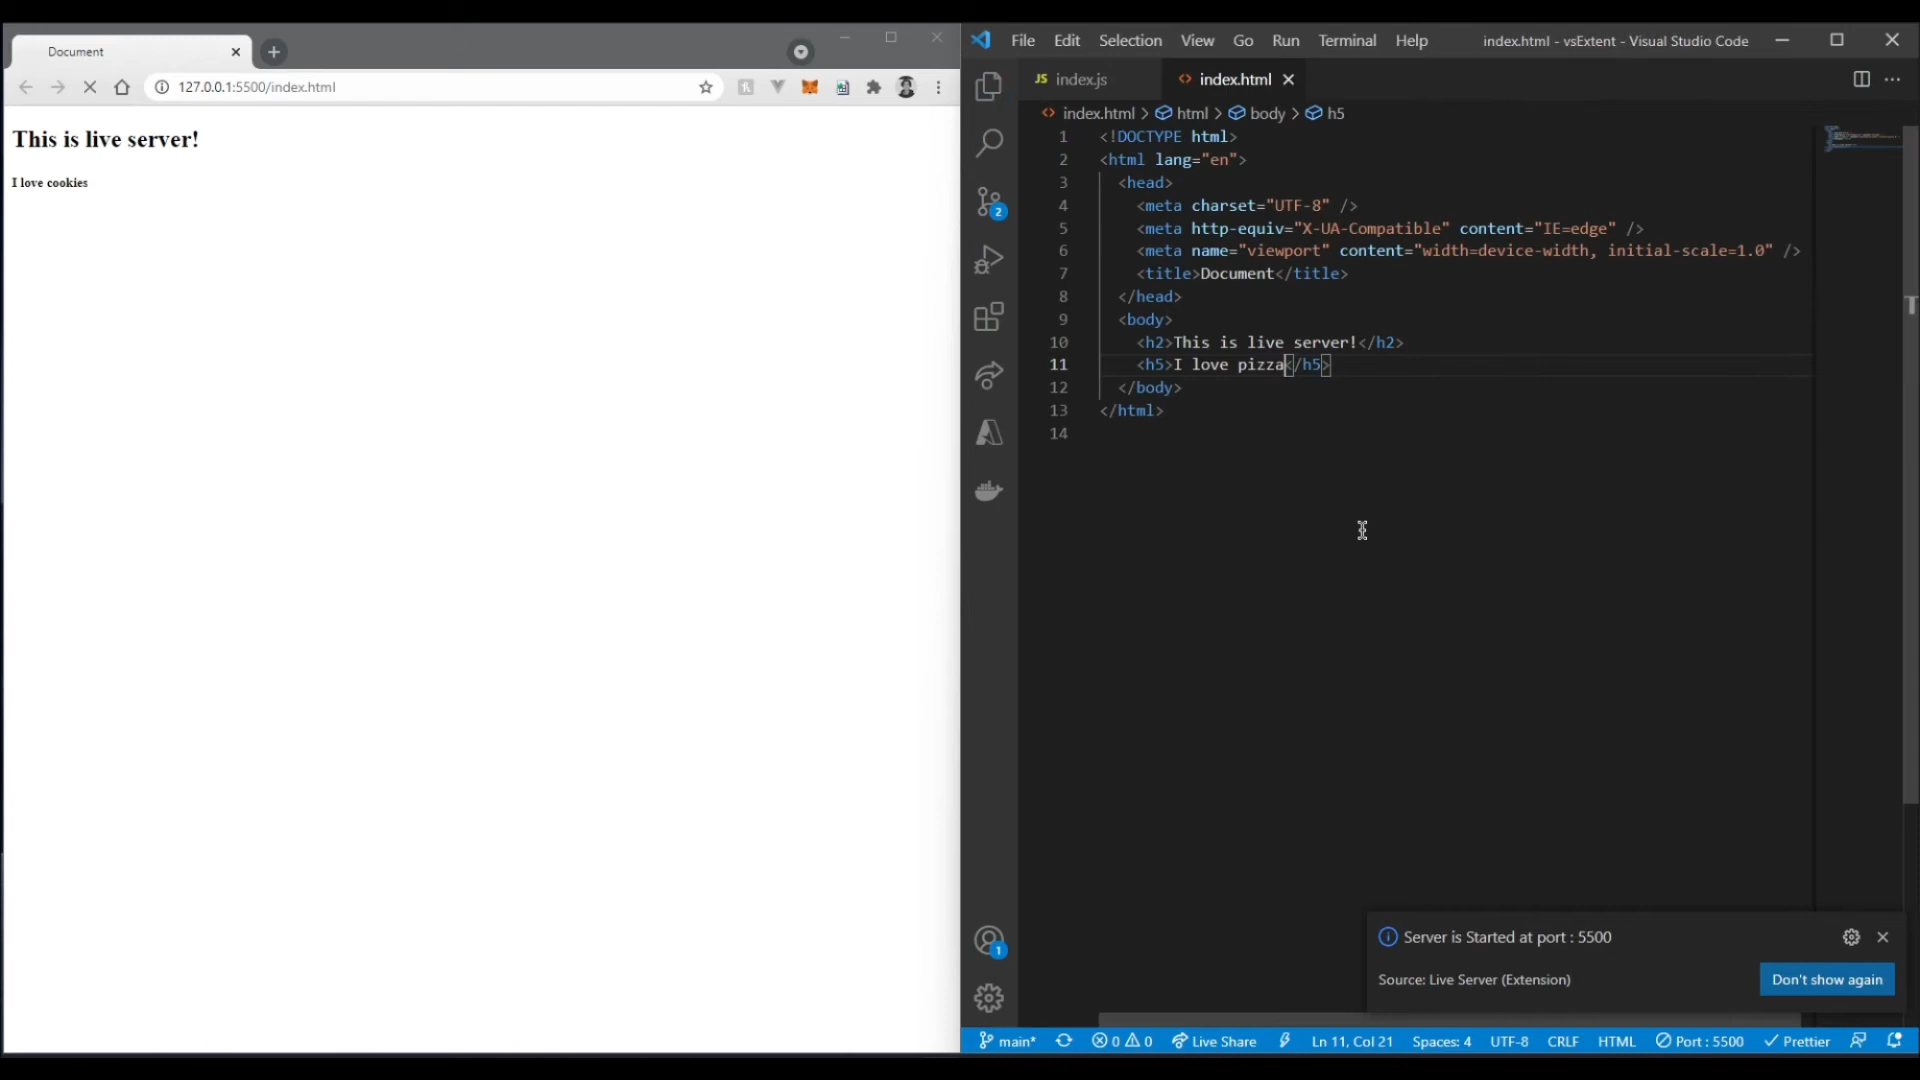 Document
127.0.0.1:5500/index.html
This is live server!
I love cookies
File Edit Selection View Go Run Terminal Help index.html - vsExtent - Visual Studio Code
JS index.js <> index.html
<> index.html > html > body > h5
1 <!DOCTYPE html>
2 <html lang="en">
3 <head>
4 <meta charset="UTF-8" />
5 <meta http-equiv="X-UA-Compatible" content="IE=edge" />
6 <meta name="viewport" content="width=device-width, initial-scale=1.0" />
7 <title>Document</title>
8 </head>
9 <body>
10 <h2>This is live server!</h2>
11 <h5>I love pizza</h5>
12 </body>
13 </html>
14
2
1
Server is Started at port : 5500
Source: Live Server (Extension)
Don't show again
main* 0 0 Live Share Ln 11, Col 21 Spaces: 4 UTF-8 CRLF HTML Port : 5500 Prettier